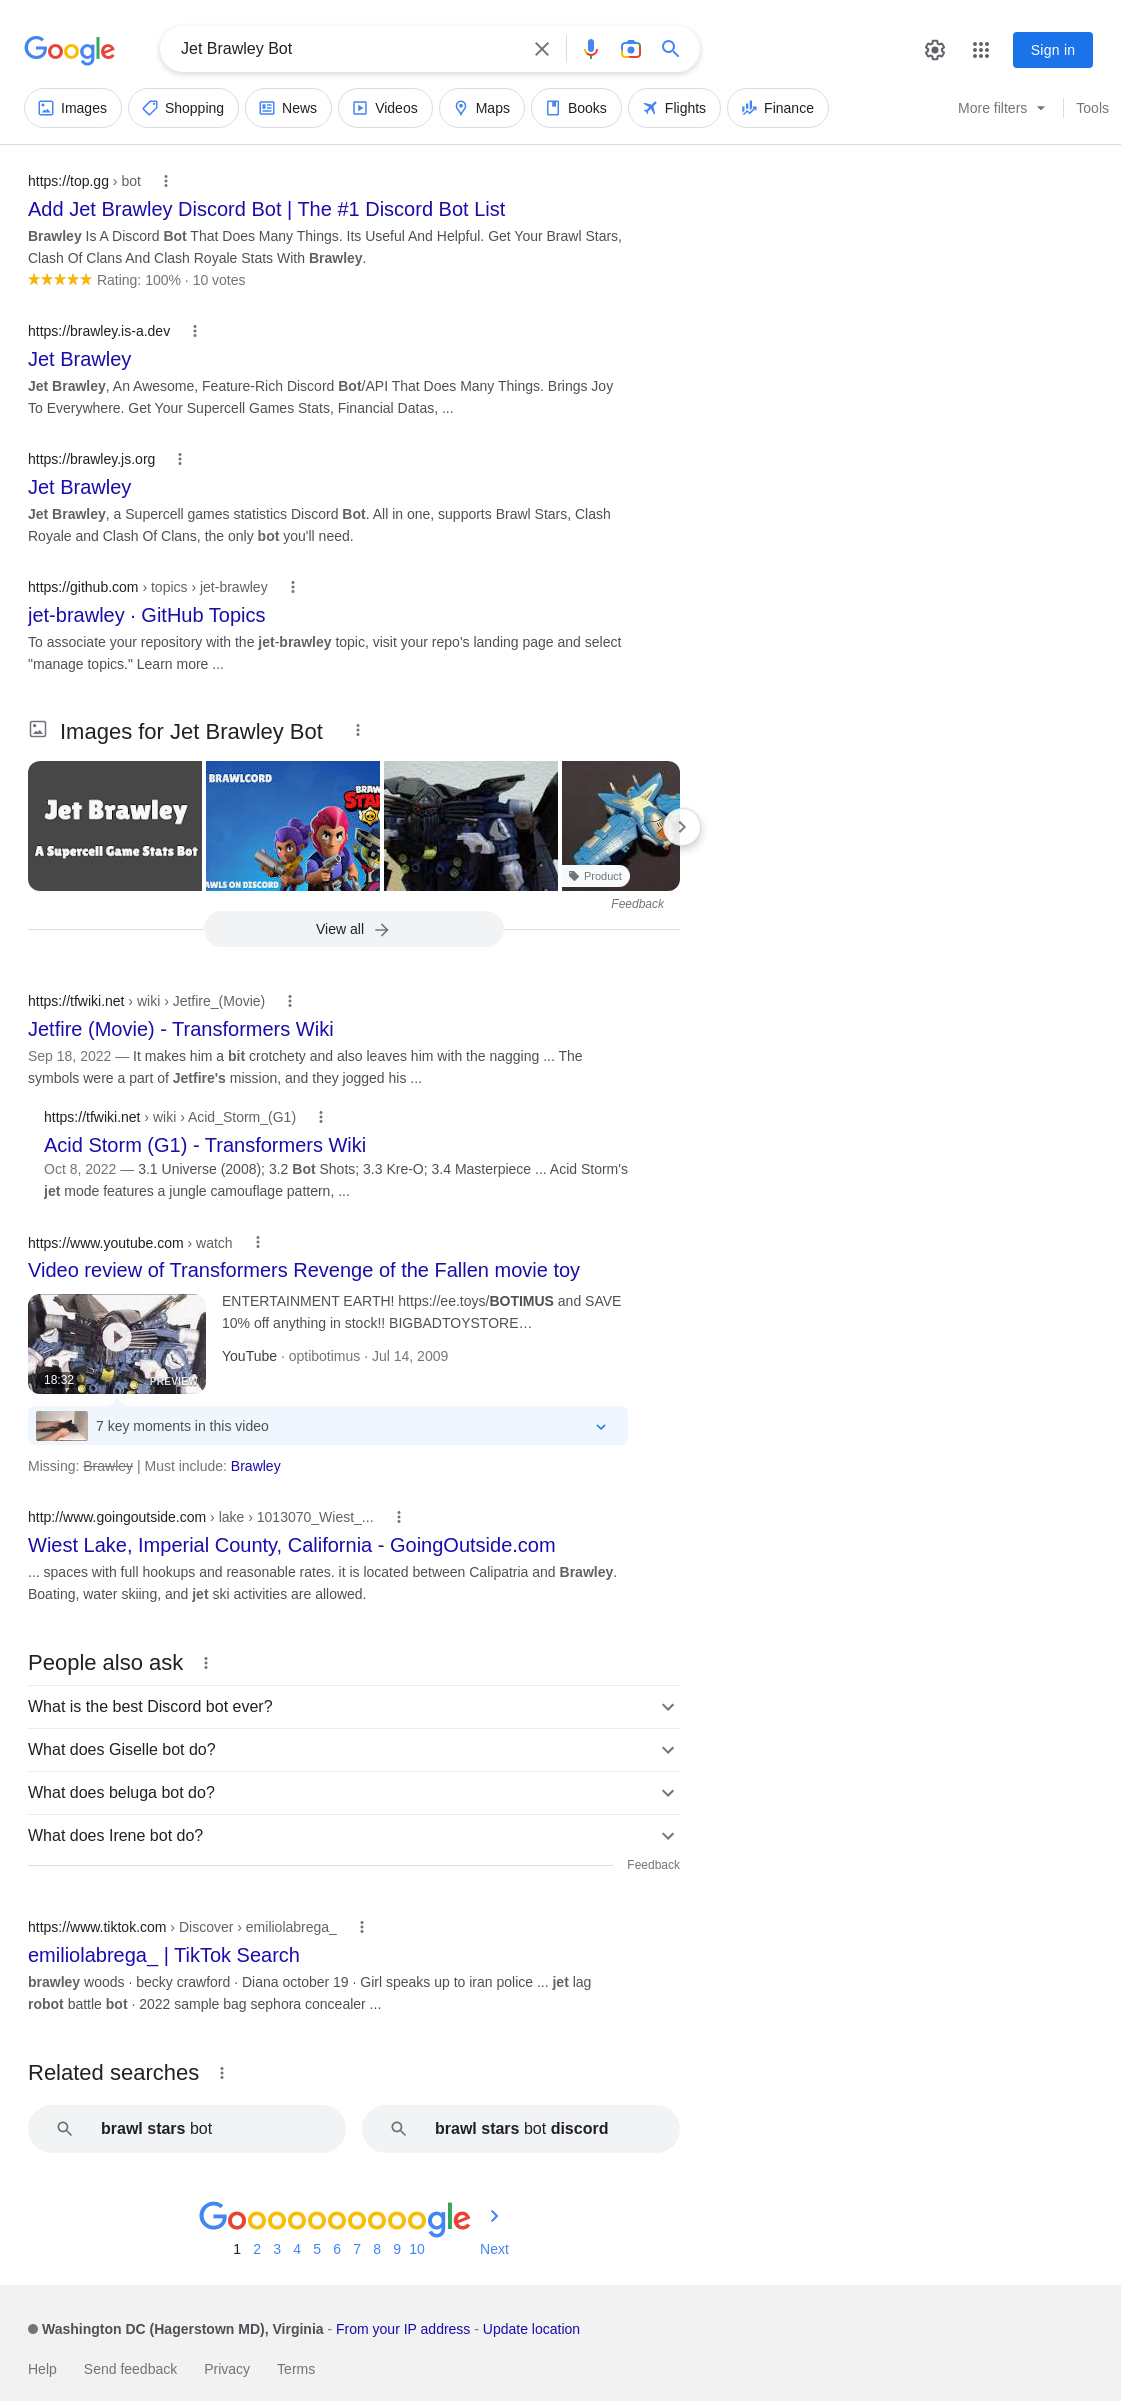 Google
Jet Brawley Bot
Sign in
Images
Shopping
News
Videos
Maps
Books
Flights
Finance
More filters
Tools
https://top.gg › bot
Add Jet Brawley Discord Bot | The #1 Discord Bot List
Brawley Is A Discord Bot That Does Many Things. Its Useful And Helpful. Get Your Brawl Stars,
Clash Of Clans And Clash Royale Stats With Brawley.
Rating: 100% · 10 votes
https://brawley.is-a.dev
Jet Brawley
Jet Brawley, An Awesome, Feature-Rich Discord Bot/API That Does Many Things. Brings Joy
To Everywhere. Get Your Supercell Games Stats, Financial Datas, ...
https://brawley.js.org
Jet Brawley
Jet Brawley, a Supercell games statistics Discord Bot. All in one, supports Brawl Stars, Clash
Royale and Clash Of Clans, the only bot you'll need.
https://github.com › topics › jet-brawley
jet-brawley · GitHub Topics
To associate your repository with the jet-brawley topic, visit your repo's landing page and select
"manage topics." Learn more ...
Images for Jet Brawley Bot
Jet Brawley
A Supercell Game Stats Bot
BRAWLCORD
BRAW
STA
AWLS ON DISCORD
Product
Feedback
View all
https://tfwiki.net › wiki › Jetfire_(Movie)
Jetfire (Movie) - Transformers Wiki
Sep 18, 2022 — It makes him a bit crotchety and also leaves him with the nagging ... The
symbols were a part of Jetfire's mission, and they jogged his ...
https://tfwiki.net › wiki › Acid_Storm_(G1)
Acid Storm (G1) - Transformers Wiki
Oct 8, 2022 — 3.1 Universe (2008); 3.2 Bot Shots; 3.3 Kre-O; 3.4 Masterpiece ... Acid Storm's
jet mode features a jungle camouflage pattern, ...
https://www.youtube.com › watch
Video review of Transformers Revenge of the Fallen movie toy
ENTERTAINMENT EARTH! https://ee.toys/BOTIMUS and SAVE
10% off anything in stock!! BIGBADTOYSTORE…
YouTube · optibotimus · Jul 14, 2009
18:32
PREVIEW
7 key moments in this video
Missing: Brawley | Must include: Brawley
http://www.goingoutside.com › lake › 1013070_Wiest_...
Wiest Lake, Imperial County, California - GoingOutside.com
... spaces with full hookups and reasonable rates. it is located between Calipatria and Brawley.
Boating, water skiing, and jet ski activities are allowed.
People also ask
What is the best Discord bot ever?
What does Giselle bot do?
What does beluga bot do?
What does Irene bot do?
Feedback
https://www.tiktok.com › Discover › emiliolabrega_
emiliolabrega_ | TikTok Search
brawley woods · becky crawford · Diana october 19 · Girl speaks up to iran police ... jet lag
robot battle bot · 2022 sample bag sephora concealer ...
Related searches
brawl stars bot
brawl stars bot discord
Goooooooooogle
1 2 3 4 5 6 7 8 9 10 Next
Washington DC (Hagerstown MD), Virginia - From your IP address - Update location
Help Send feedback Privacy Terms